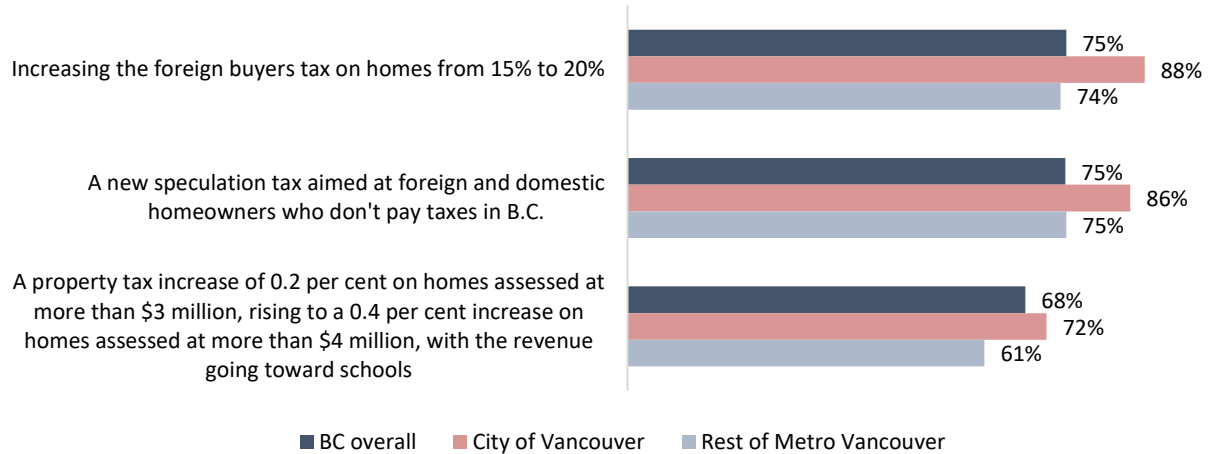 Increasing the foreign buyers tax on homes from 15% to 20%
75%
88%
74%
A new speculation tax aimed at foreign and domestic
homeowners who don't pay taxes in B.C.
75%
86%
75%
A property tax increase of 0.2 per cent on homes assessed at
more than $3 million, rising to a 0.4 per cent increase on
homes assessed at more than $4 million, with the revenue
going toward schools
68%
72%
61%
BC overall
City of Vancouver
Rest of Metro Vancouver